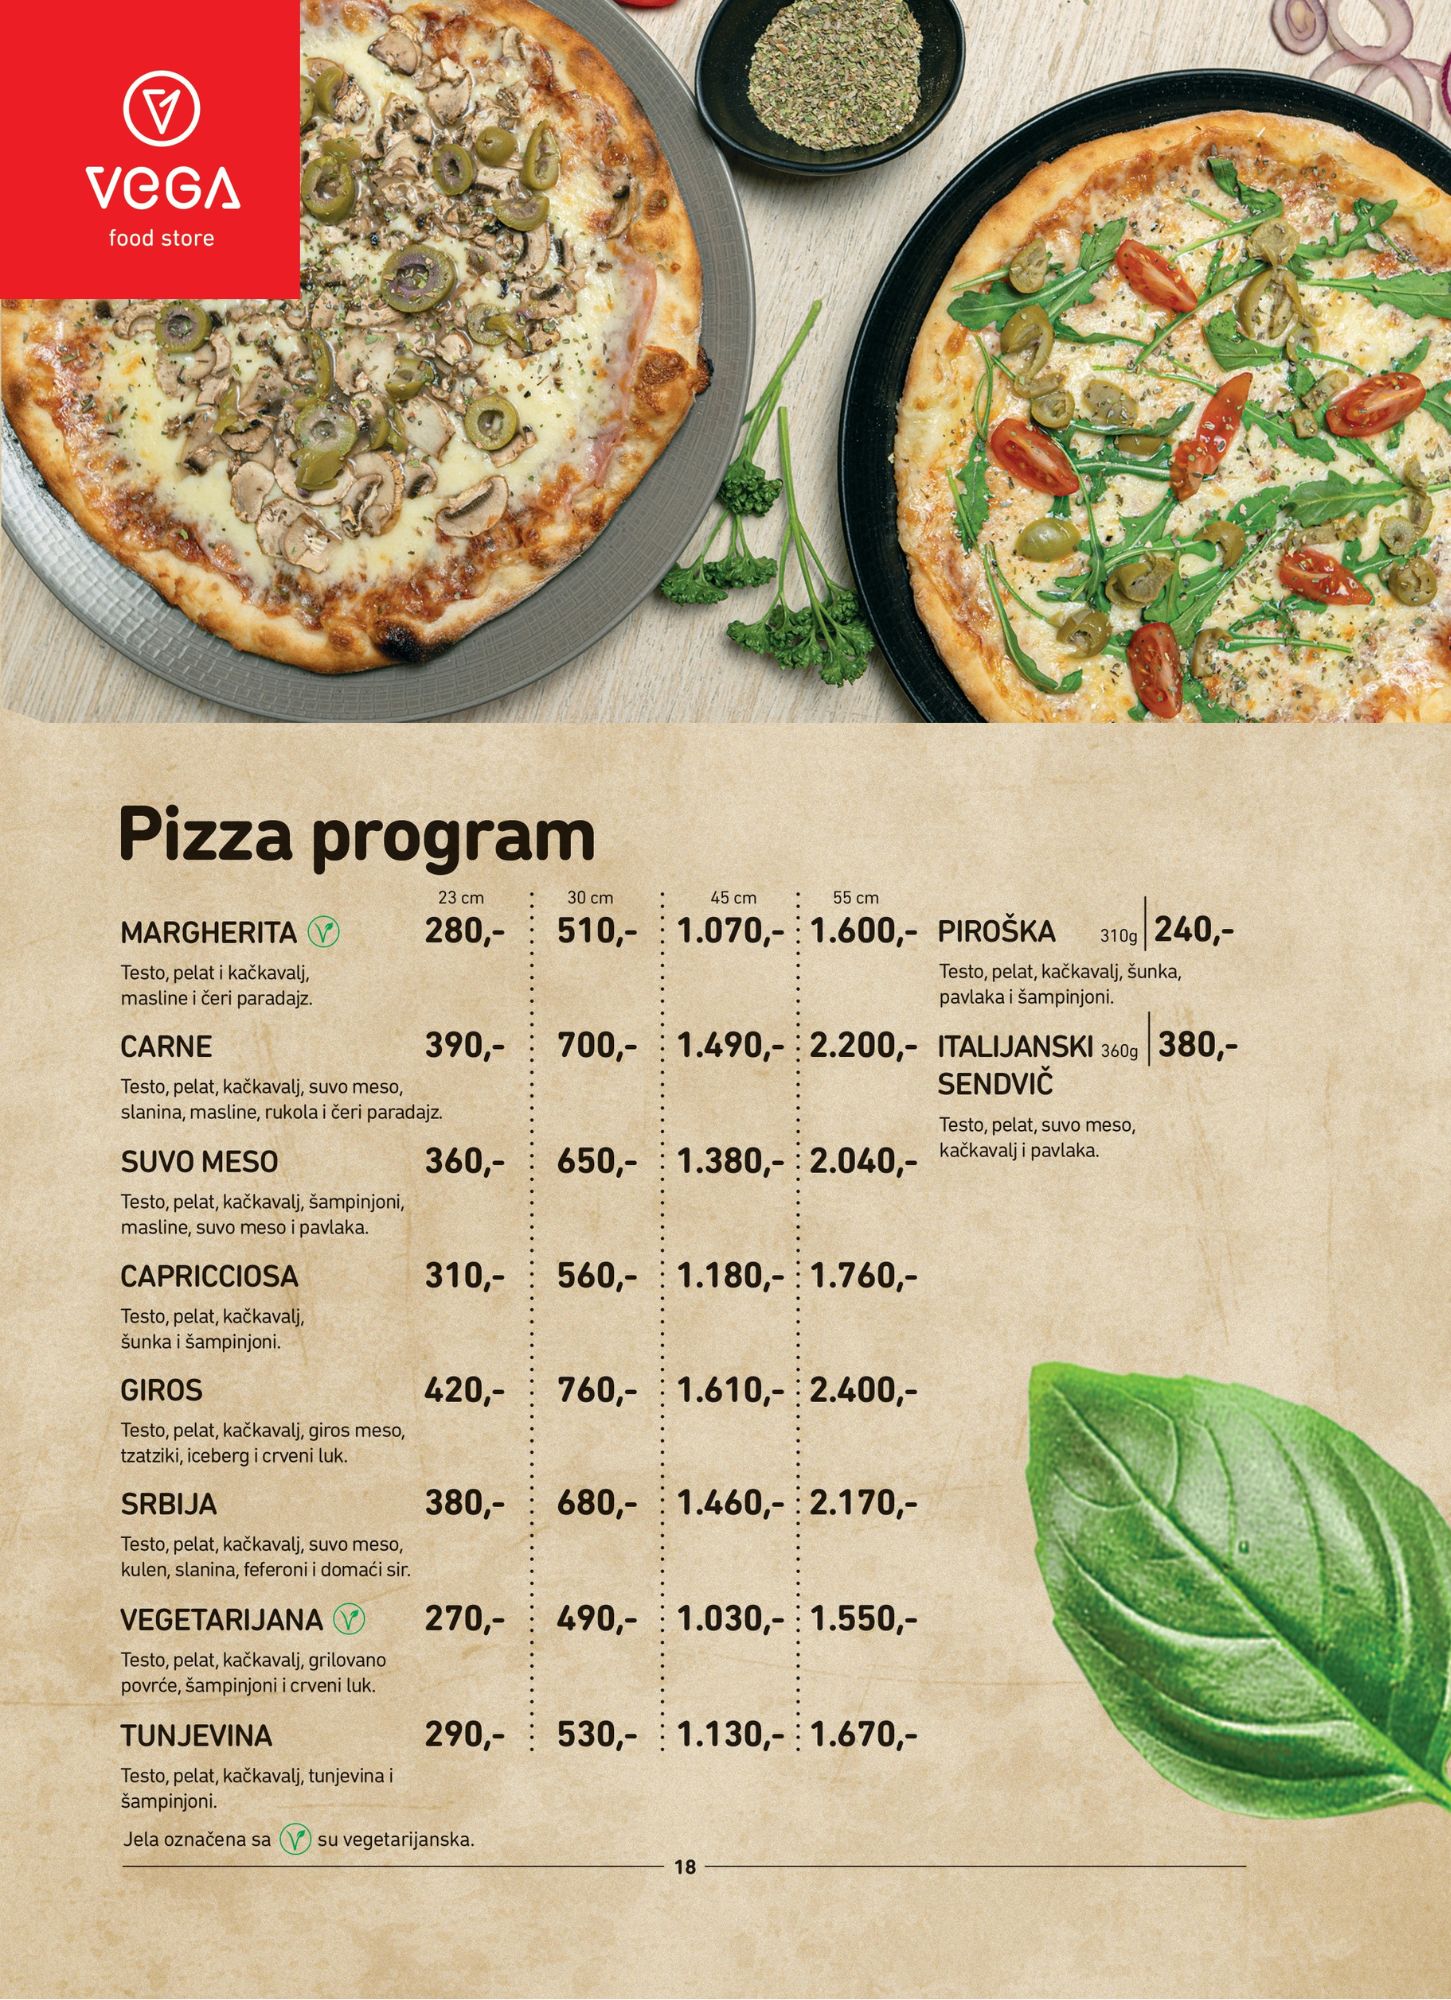 VEGA
food store
Pizza program
23 cm 30 cm 45 cm 55 cm
MARGHERITA 280,- 510,- 1.070,- 1.600,-
Testo, pelat i kačkavalj,
masline i čeri paradajz.
CARNE 390,- 700,- 1.490,- 2.200,-
Testo, pelat, kačkavalj, suvo meso,
slanina, masline, rukola i čeri paradajz.
SUVO MESO 360,- 650,- 1.380,- 2.040,-
Testo, pelat, kačkavalj, šampinjoni,
masline, suvo meso i pavlaka.
CAPRICCIOSA 310,- 560,- 1.180,- 1.760,-
Testo, pelat, kačkavalj,
šunka i šampinjoni.
GIROS 420,- 760,- 1.610,- 2.400,-
Testo, pelat, kačkavalj, giros meso,
tzatziki, iceberg i crveni luk.
SRBIJA 380,- 680,- 1.460,- 2.170,-
Testo, pelat, kačkavalj, suvo meso,
kulen, slanina, feferoni i domaći sir.
VEGETARIJANA 270,- 490,- 1.030,- 1.550,-
Testo, pelat, kačkavalj, grilovano
povrće, šampinjoni i crveni luk.
TUNJEVINA 290,- 530,- 1.130,- 1.670,-
Testo, pelat, kačkavalj, tunjevina i
šampinjoni.
PIROŠKA 310g 240,-
Testo, pelat, kačkavalj, šunka,
pavlaka i šampinjoni.
ITALIJANSKI 360g 380,-
SENDVIČ
Testo, pelat, suvo meso,
kačkavalj i pavlaka.
Jela označena sa V su vegetarijanska.
18